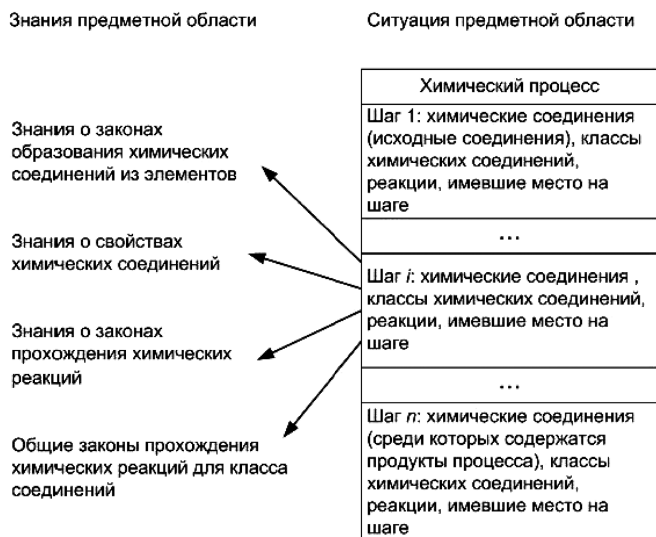 Знания предметной области
Ситуация предметной области
Знания о законах
образования химических
соединений из элементов
Знания о свойствах
химических соединений
Знания о законах
прохождения химических
реакций
Общие законы прохождения
химических реакций для класса
соединений
Химический процесс
Шаг 1: химические соединения
(исходные соединения), классы
химических соединений,
реакции, имевшие место на
шаге
...
Шаг i: химические соединения ,
классы химических соединений,
реакции, имевшие место на
шаге
...
Шаг n: химические соединения
(среди которых содержатся
продукты процесса), классы
химических соединений,
реакции, имевшие место на
шаге